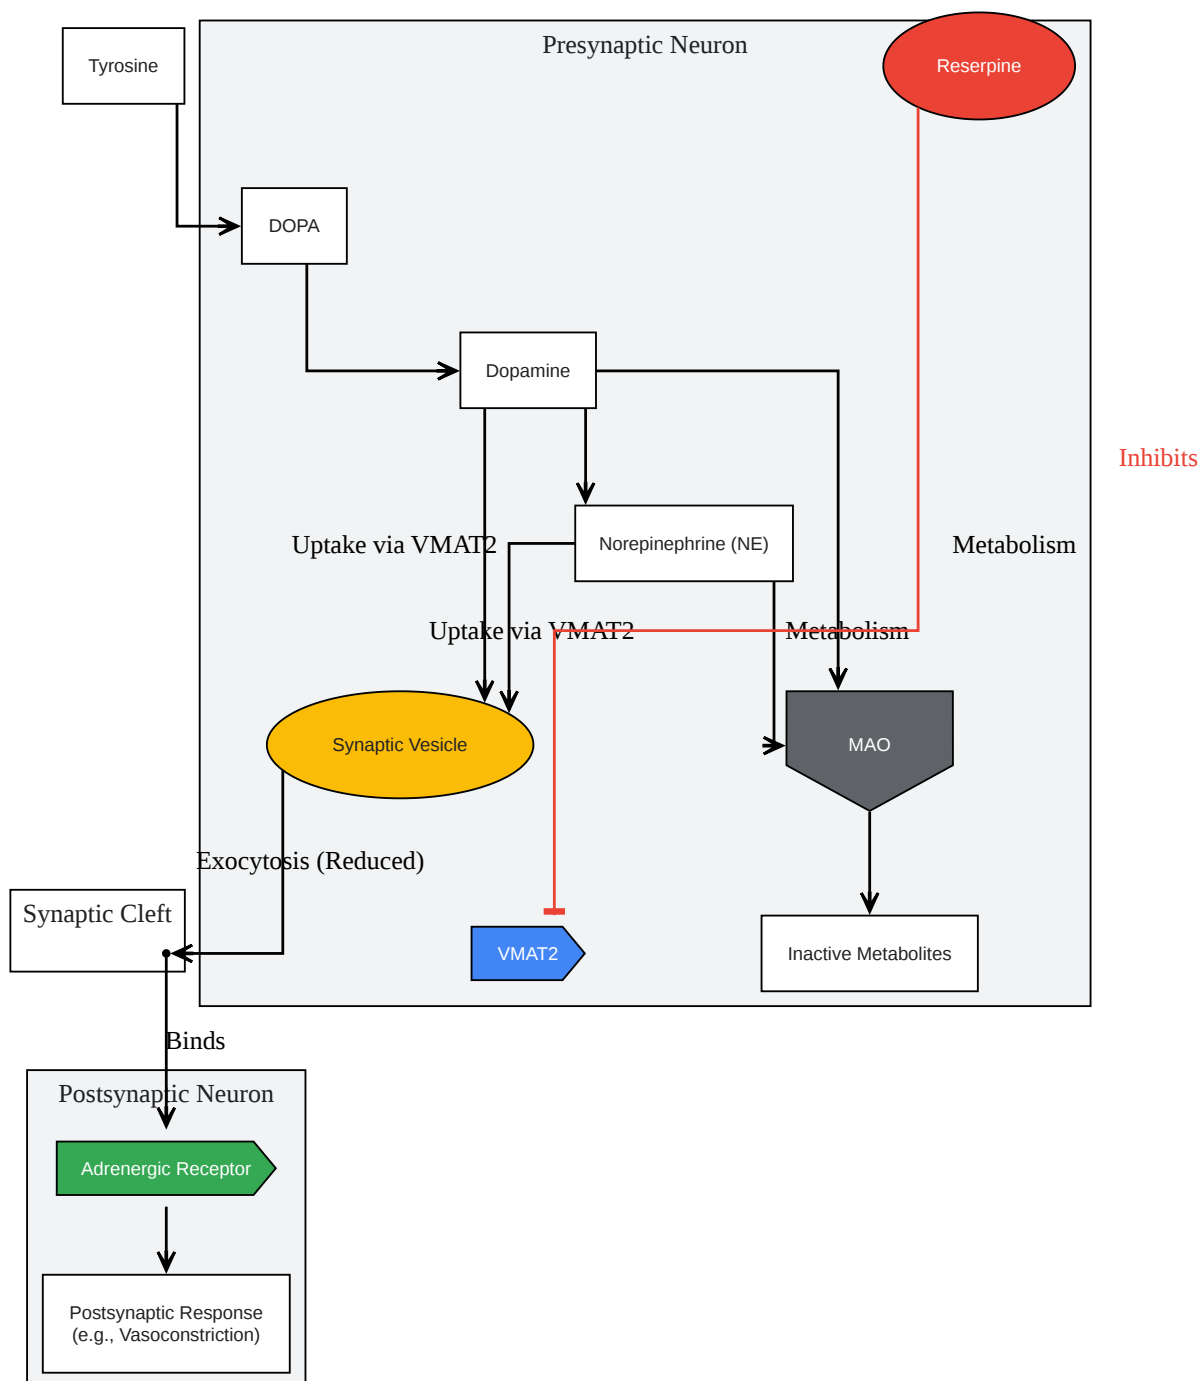 Presynaptic Neuron
Tyrosine
Reserpine
DOPA
Dopamine
Inhibits
Uptake via VMAT2
Norepinephrine (NE)
Metabolism
Uptake via VMAT2
Metabolism
Synaptic Vesicle
MAO
Exocytosis (Reduced)
Synaptic Cleft
VMAT2
Inactive Metabolites
Binds
Postsynaptic Neuron
Adrenergic Receptor
Postsynaptic Response
(e.g., Vasoconstriction)